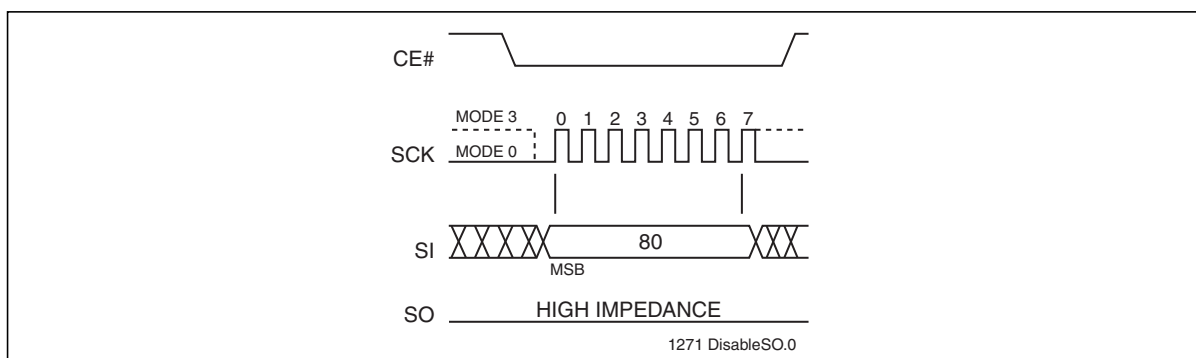 CE#
MODE 3
0 1 2 3 4 5 6 7
SCK
MODE 0
SI
80
MSB
SO
HIGH IMPEDANCE
1271 DisableSO.0